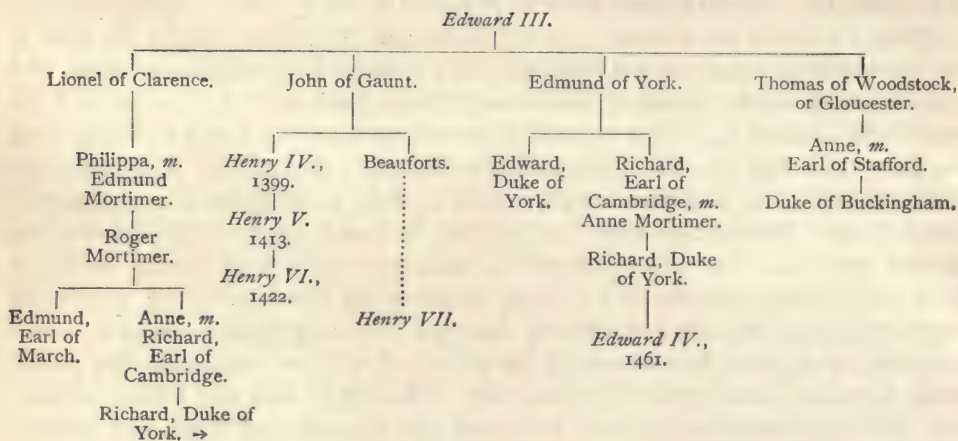 Edward III.
Lionel of Clarence.
John of Gaunt.
Edmund of York.
Thomas of Woodstock,
or Gloucester.
Philippa, m.
Edmund
Mortimer.
Roger
Mortimer.
Edmund,
Earl of
March.
Anne, m.
Richard,
Earl of
Cambridge.
Richard, Duke of
York. →
Henry IV.,
1399.
Henry V.
1413.
Henry VI.,
1422.
Beauforts.
Henry VII.
Edward,
Duke of
York.
Richard,
Earl of
Cambridge, m.
Anne Mortimer.
Richard, Duke
of York.
Edward IV.,
1461.
Anne, m.
Earl of Stafford.
Duke of Buckingham.